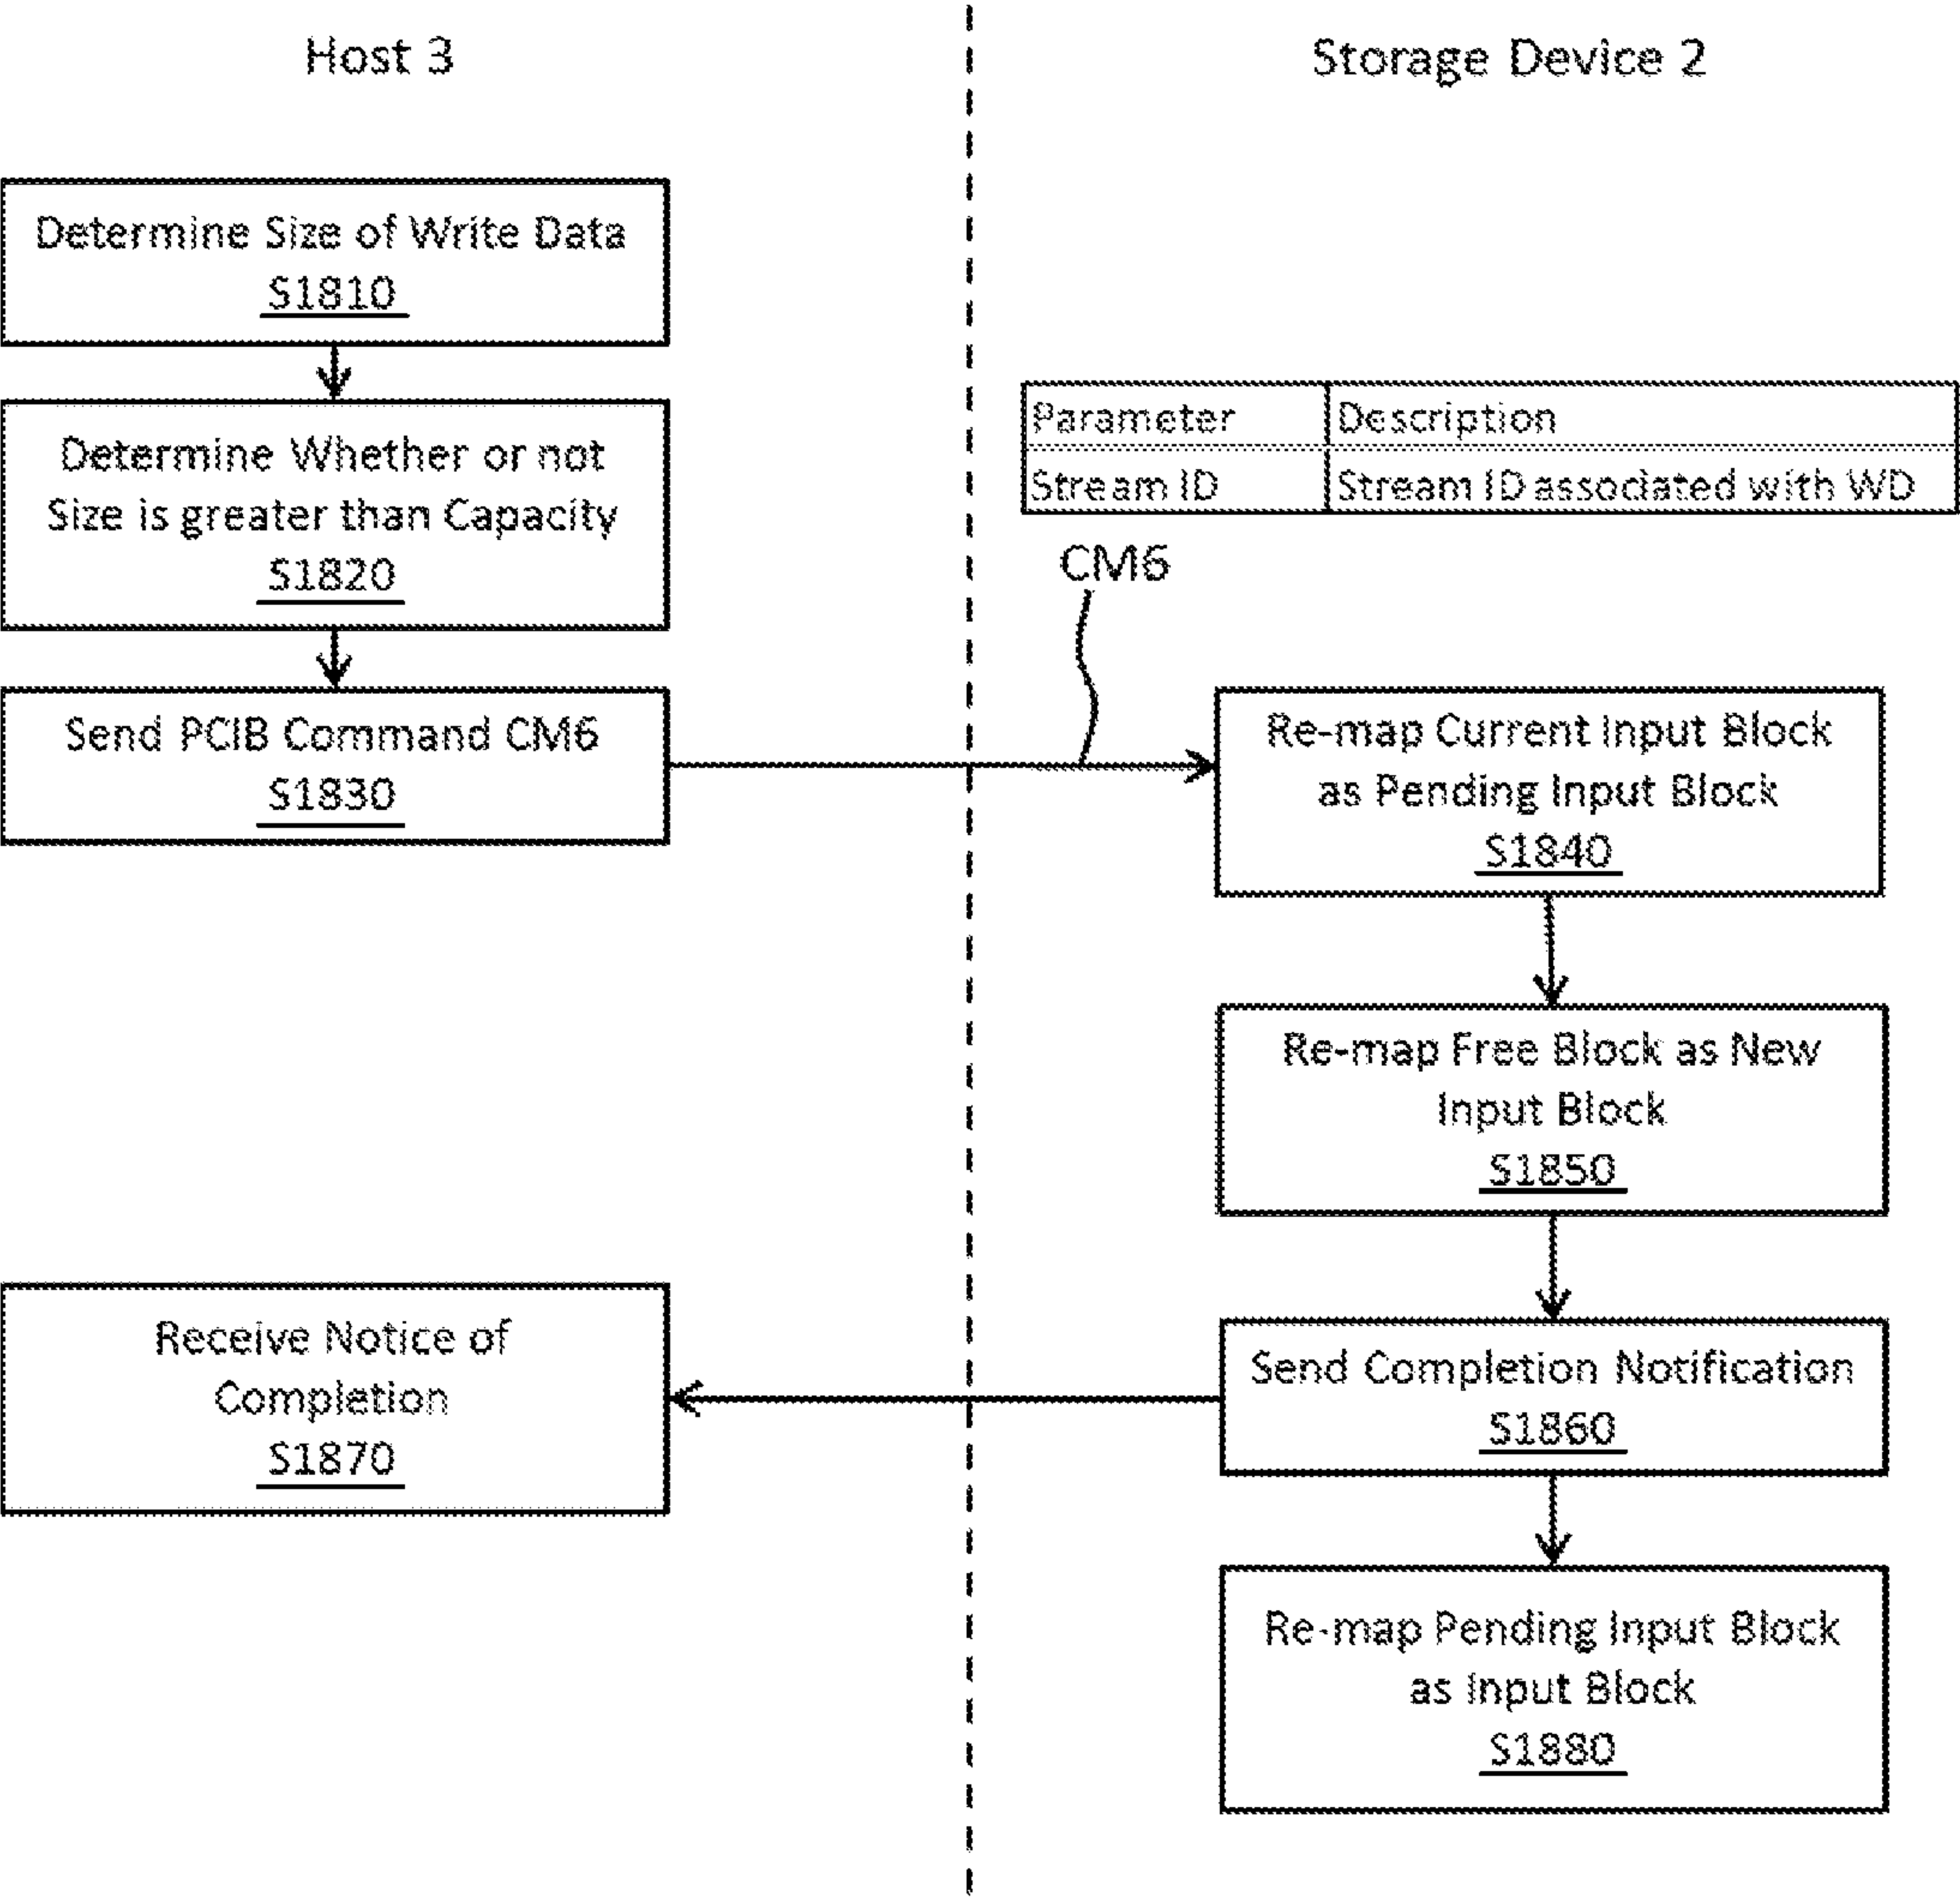 Host 3
Storage Device 2
Determine Size of Write Data
S1810
Determine Whether or not
Size is greater than Capacity
S1820
Send PCIB Command CM6
S1830
Parameter Description
Stream ID Stream ID associated with WD
CM6
Re-map Current Input Block
as Pending Input Block
S1840
Re-map Free Block as New
Input Block
S1850
Send Completion Notification
S1860
Receive Notice of
Completion
S1870
Re-map Pending Input Block
as Input Block
S1880